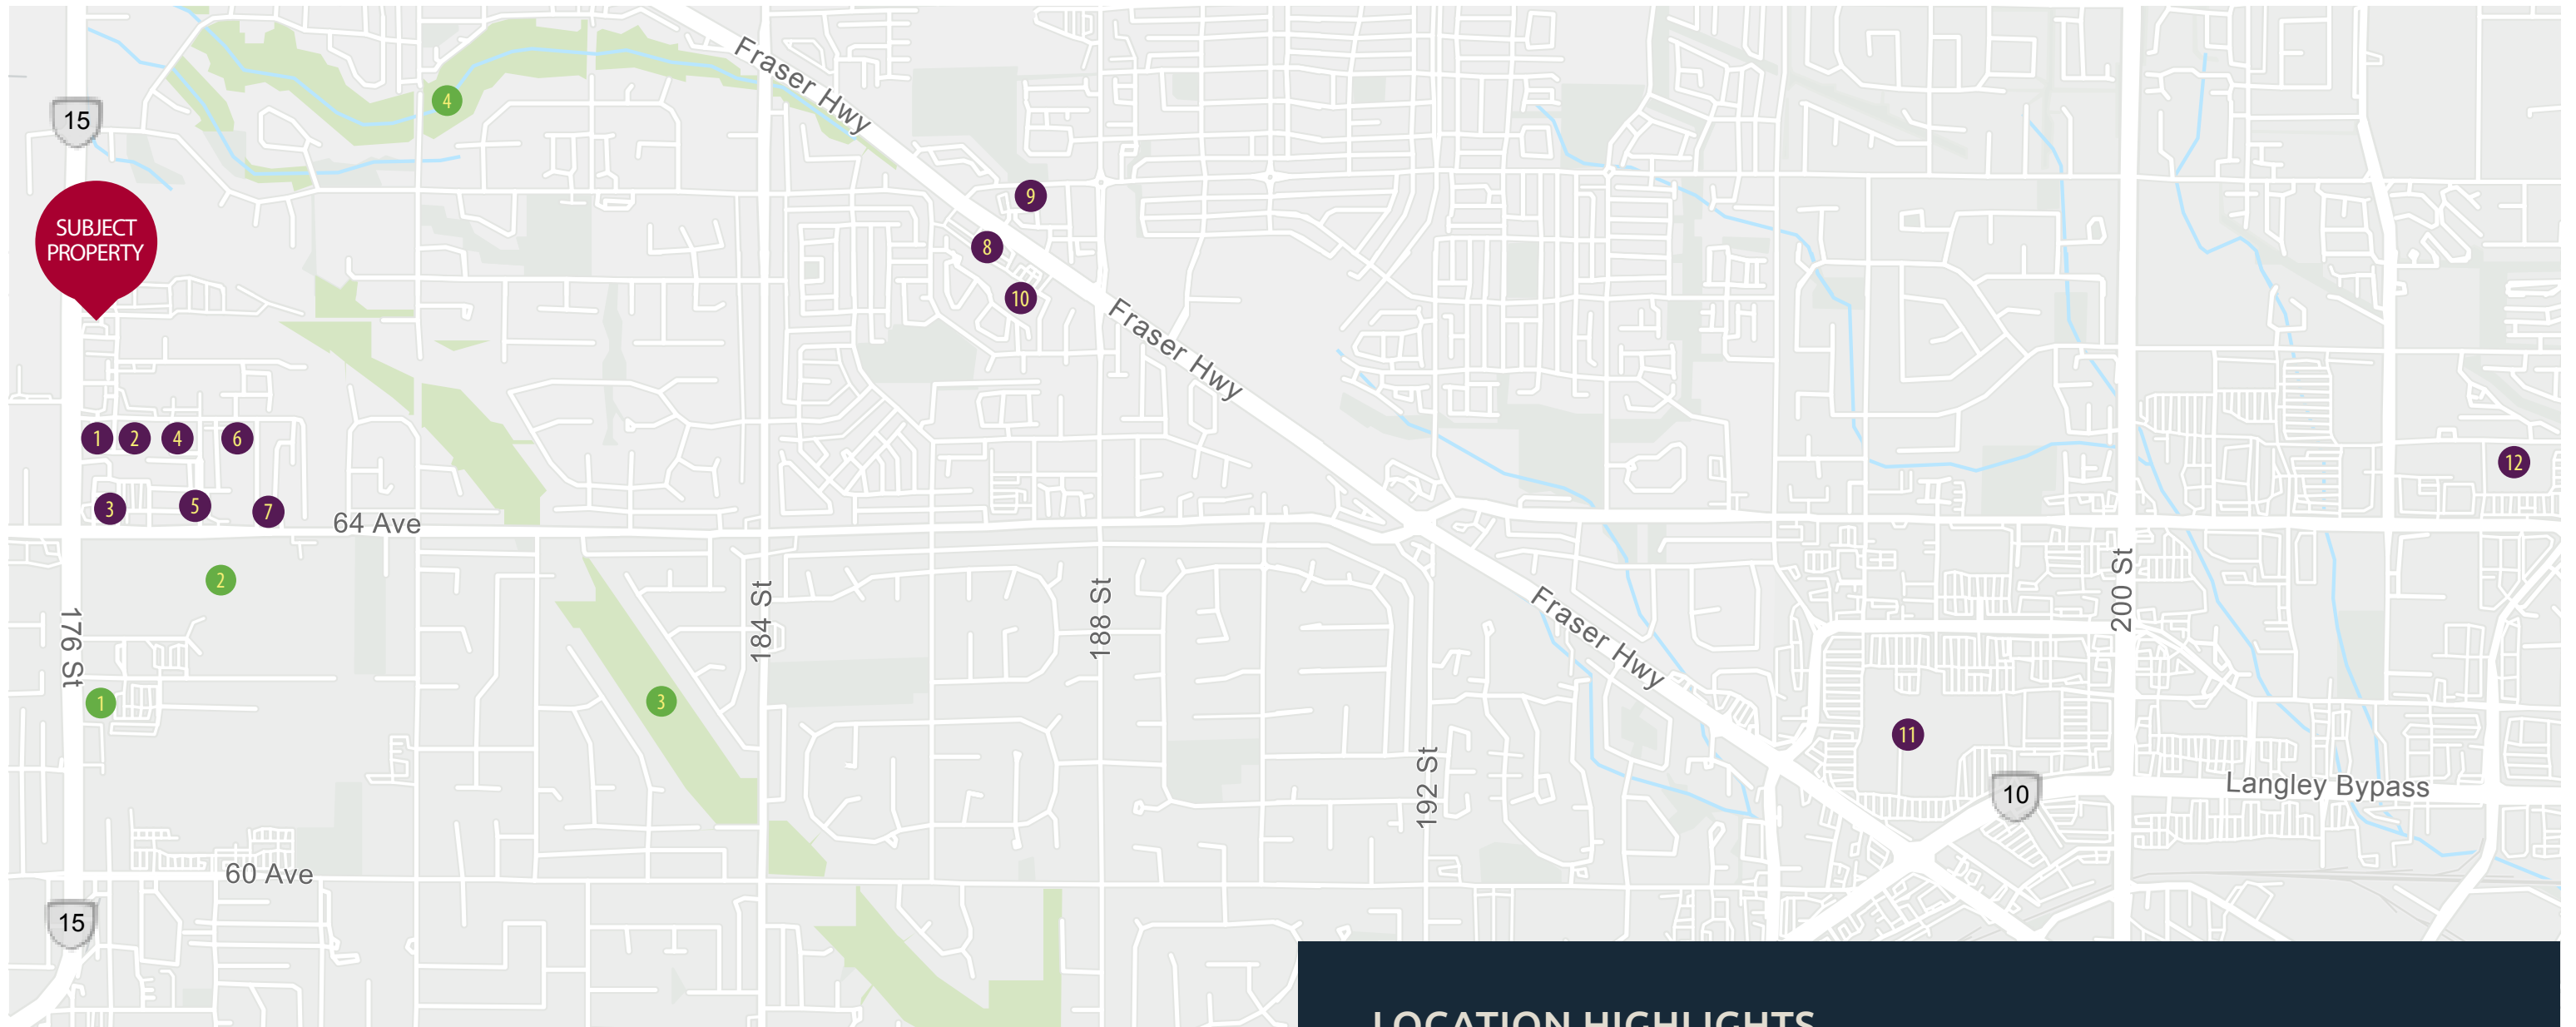 Fraser Hwy
4
15
9
SUBJECT
PROPERTY
8
10
Fraser Hwy
1
2
4
6
12
3
5
7
64 Ave
2
176 St
184 St
188 St
Fraser Hwy
200 St
1
3
11
192 St
10
Langley Bypass
60 Ave
15
LOCATION HIGHLIGHTS